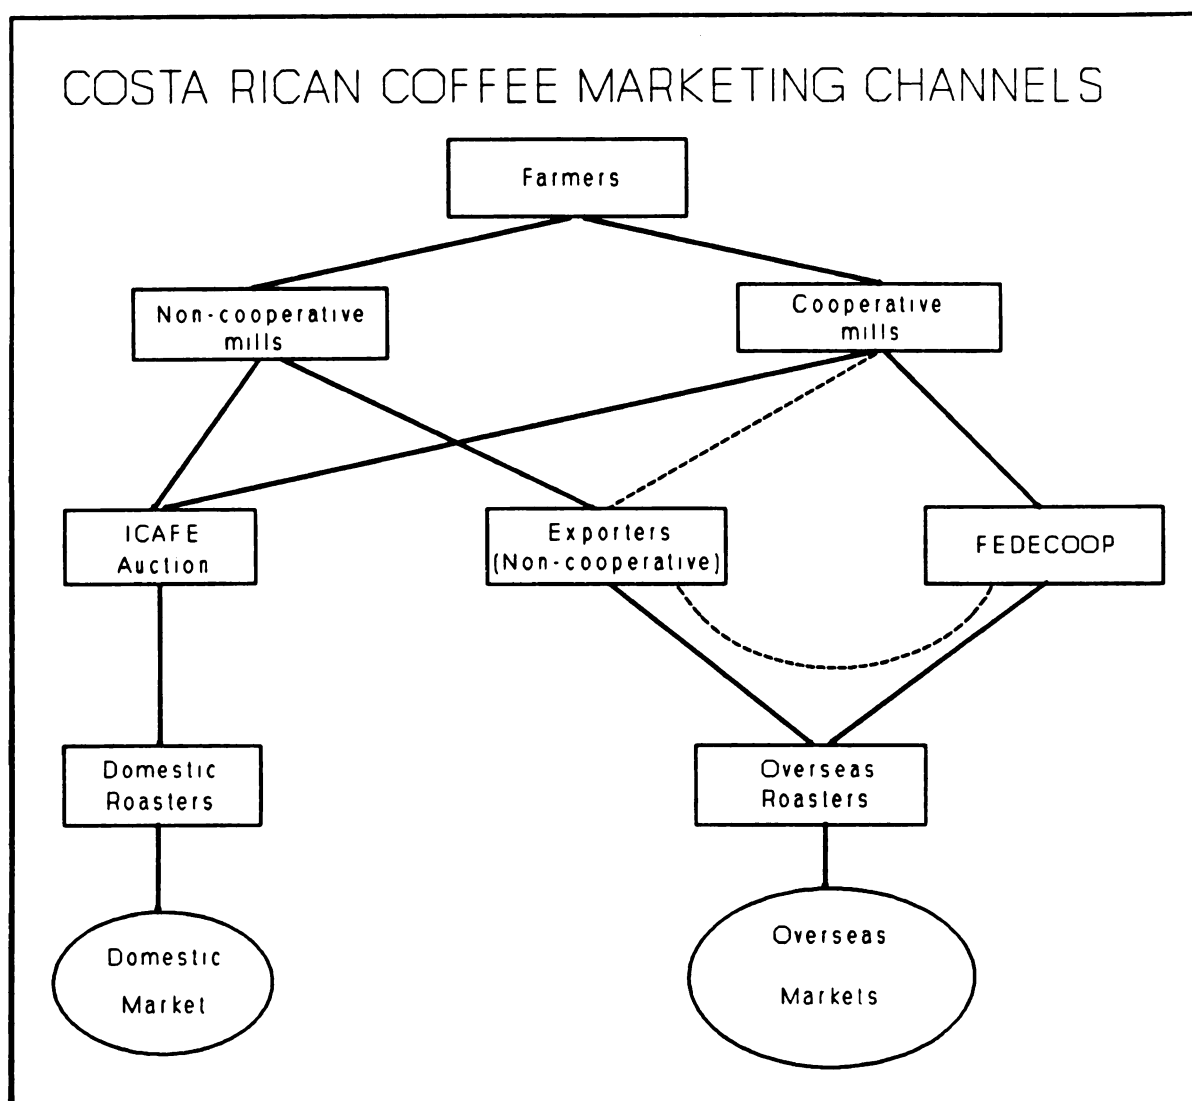 COSTA RICAN COFFEE MARKETING CHANNELS
Farmers
Non-cooperative
mills
Cooperative
mills
ICAFE
Auction
Exporters
(Non-cooperative)
FEDECOOP
Domestic
Roasters
Overseas
Roasters
Domestic
Market
Overseas
Markets